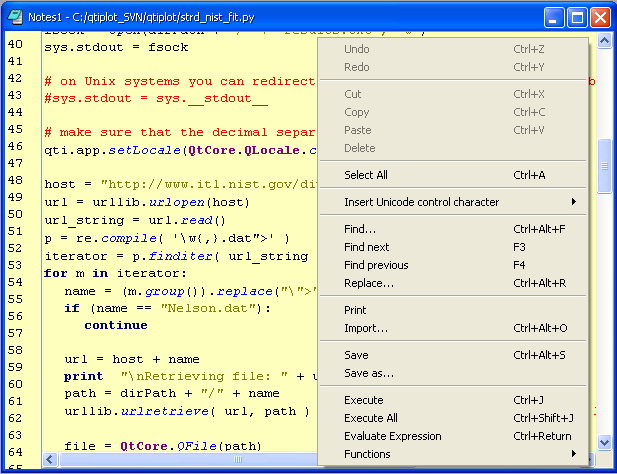 Notes1 - C:/qtiplot_SVN/qtiplot/strd_nist_fit.py
40 sys.stdout = fsock
41
42 # on Unix systems you can redirect
43 #sys.stdout = sys.__stdout__
44
45 # make sure that the decimal separ
46 qti.app.setLocale(QtCore.QLocale.c
47
48 host = "http://www.itl.nist.gov/di
49 url = urllib.urlopen(host)
50 url_string = url.read()
51 p = re.compile( '\w{,}.dat">' )
52 iterator = p.finditer( url_string
53 for m in iterator:
54 name = (m.group()).replace("\">"
55 if (name == "Nelson.dat"):
56 continue
57
58 url = host + name
59 print "\nRetrieving file: " + u
60 path = dirPath + "/" + name
61 urllib.urlretrieve( url, path )
62
63
64 file = QtCore.QFile(path)
65
Undo Ctrl+Z
Redo Ctrl+Y
Cut Ctrl+X
Copy Ctrl+C
Paste Ctrl+V
Delete
Select All Ctrl+A
Insert Unicode control character
Find... Ctrl+Alt+F
Find next F3
Find previous F4
Replace... Ctrl+Alt+R
Print
Import... Ctrl+Alt+O
Save Ctrl+Alt+S
Save as...
Execute Ctrl+J
Execute All Ctrl+Shift+J
Evaluate Expression Ctrl+Return
Functions